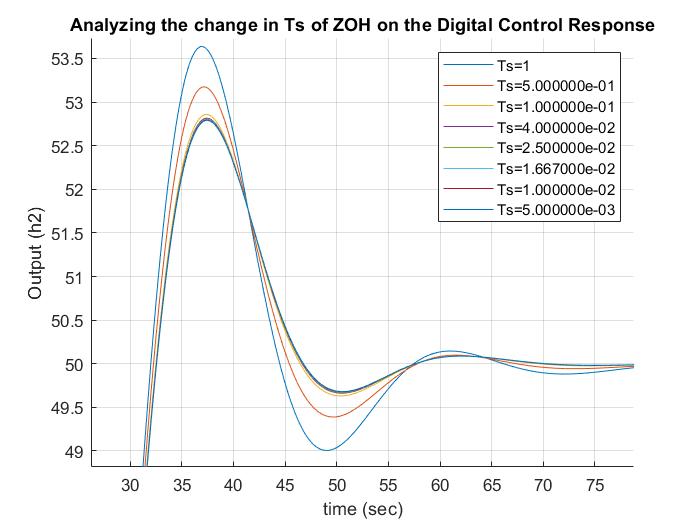 Analyzing the change in Ts of ZOH on the Digital Control Response
Ts=1
Ts=5.000000e-01
Ts=1.000000e-01
Ts=4.000000e-02
Ts=2.500000e-02
Ts=1.667000e-02
Ts=1.000000e-02
Ts=5.000000e-03
Output (h2)
53.5
53
52.5
52
51.5
51
50.5
50
49.5
49
30 35 40 45 50 55 60 65 70 75
time (sec)